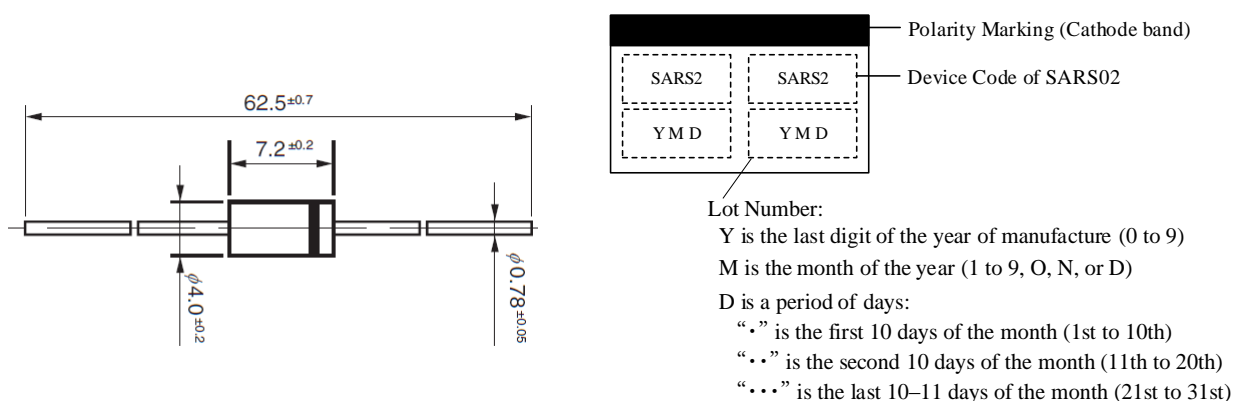 62.5±0.7
7.2±0.2
φ4.0±0.2
φ0.78±0.05
Polarity Marking (Cathode band)
SARS2 SARS2
Device Code of SARS02
Y M D Y M D
Lot Number:
Y is the last digit of the year of manufacture (0 to 9)
M is the month of the year (1 to 9, O, N, or D)
D is a period of days:
“•” is the first 10 days of the month (1st to 10th)
“••” is the second 10 days of the month (11th to 20th)
“•••” is the last 10–11 days of the month (21st to 31st)